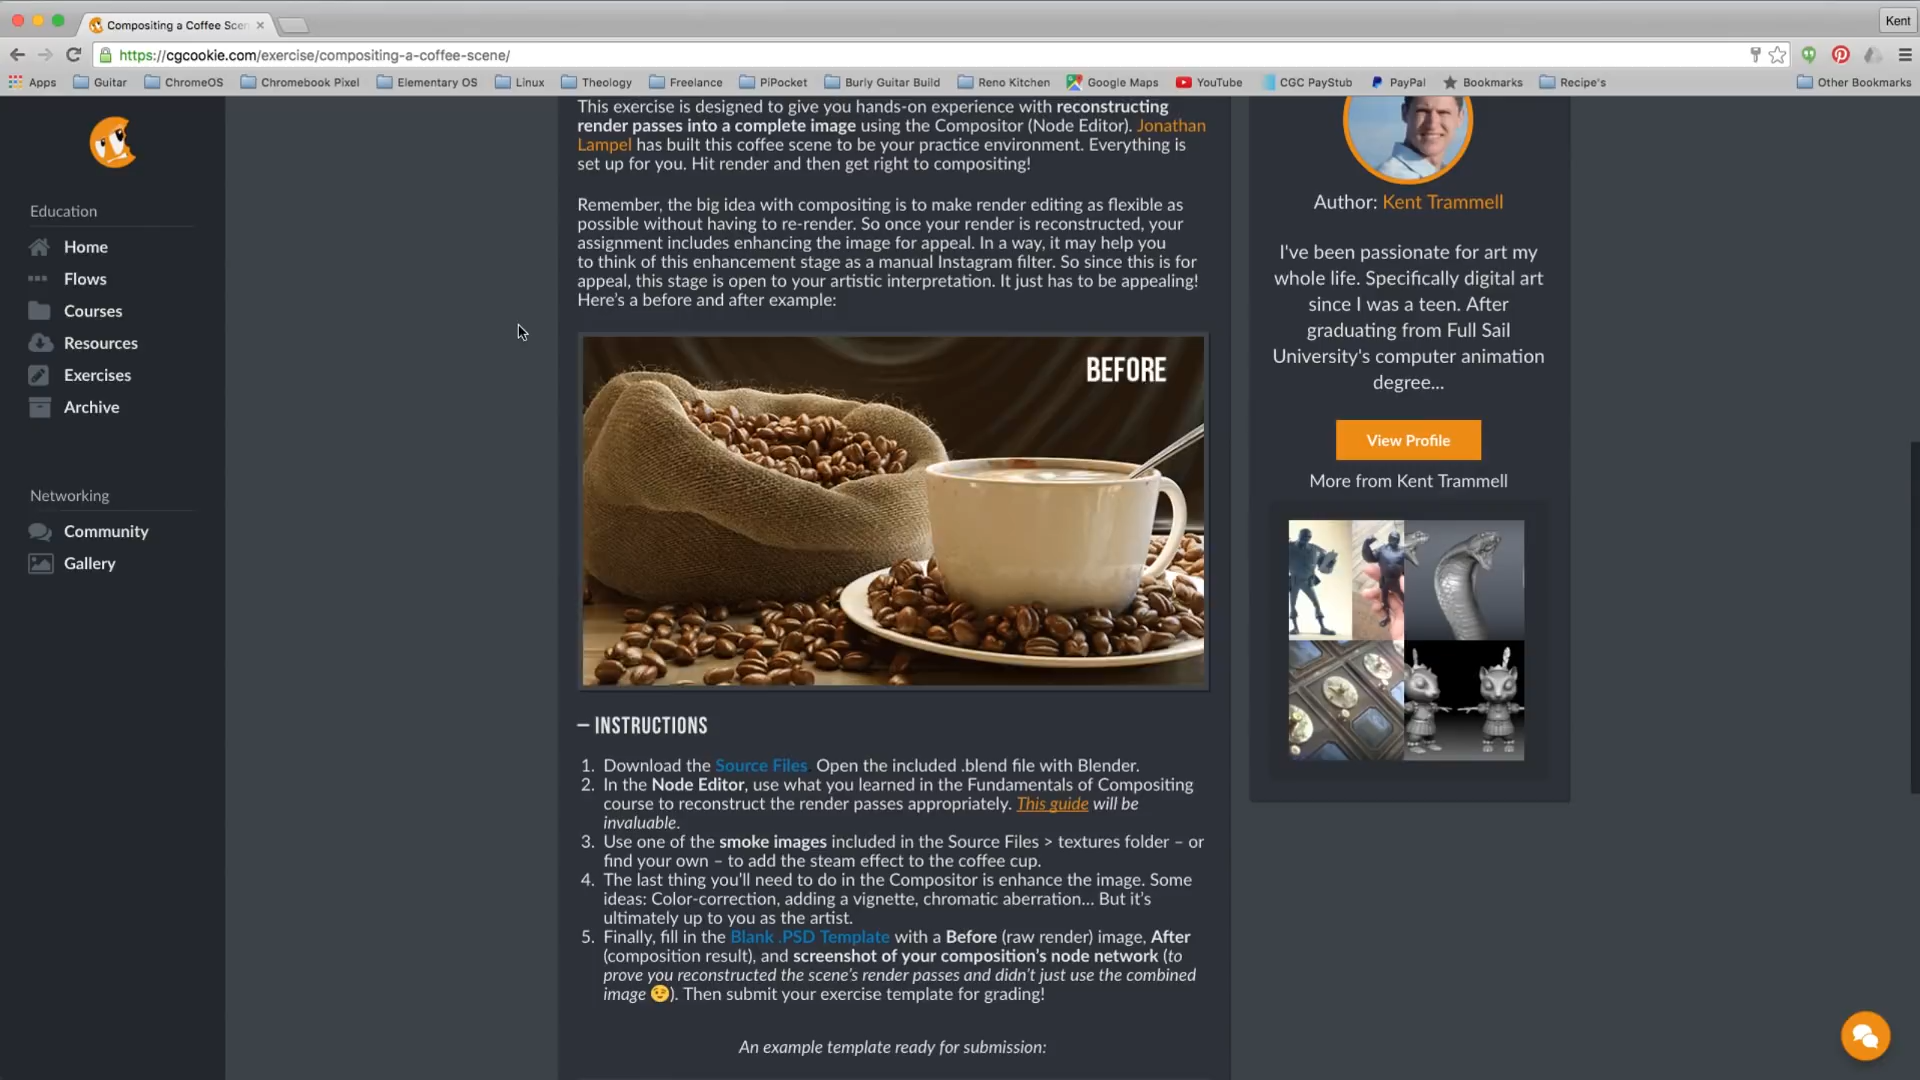 Compositing a Coffee Scen
Kent
https://cgcookie.com/exercise/compositing-a-coffee-scene/
Apps Guitar ChromeOS Chromebook Pixel Elementary OS Linux Theology Freelance PiPocket Burly Guitar Build Reno Kitchen Google Maps YouTube CGC PayStub PayPal Bookmarks Recipe's Other Bookmarks
Education
Home
Flows
Courses
Resources
Exercises
Archive
Networking
Community
Gallery
This exercise is designed to give you hands-on experience with reconstructing
render passes into a complete image using the Compositor (Node Editor). Jonathan
Lampel has built this coffee scene to be your practice environment. Everything is
set up for you. Hit render and then get right to compositing!
Remember, the big idea with compositing is to make render editing as flexible as
possible without having to re-render. So once your render is reconstructed, your
assignment includes enhancing the image for appeal. In a way, it may help you
to think of this enhancement stage as a manual Instagram filter. So since this is for
appeal, this stage is open to your artistic interpretation. It just has to be appealing!
Here's a before and after example:
BEFORE
– INSTRUCTIONS
1. Download the Source Files. Open the included .blend file with Blender.
2. In the Node Editor, use what you learned in the Fundamentals of Compositing
course to reconstruct the render passes appropriately. This guide will be
invaluable.
3. Use one of the smoke images included in the Source Files > textures folder – or
find your own – to add the steam effect to the coffee cup.
4. The last thing you'll need to do in the Compositor is enhance the image. Some
ideas: Color-correction, adding a vignette, chromatic aberration... But it's
ultimately up to you as the artist.
5. Finally, fill in the Blank .PSD Template with a Before (raw render) image, After
(composition result), and screenshot of your composition's node network (to
prove you reconstructed the scene's render passes and didn't just use the combined
image 😉). Then submit your exercise template for grading!
An example template ready for submission:
Author: Kent Trammell
I've been passionate for art my
whole life. Specifically digital art
since I was a teen. After
graduating from Full Sail
University's computer animation
degree...
View Profile
More from Kent Trammell